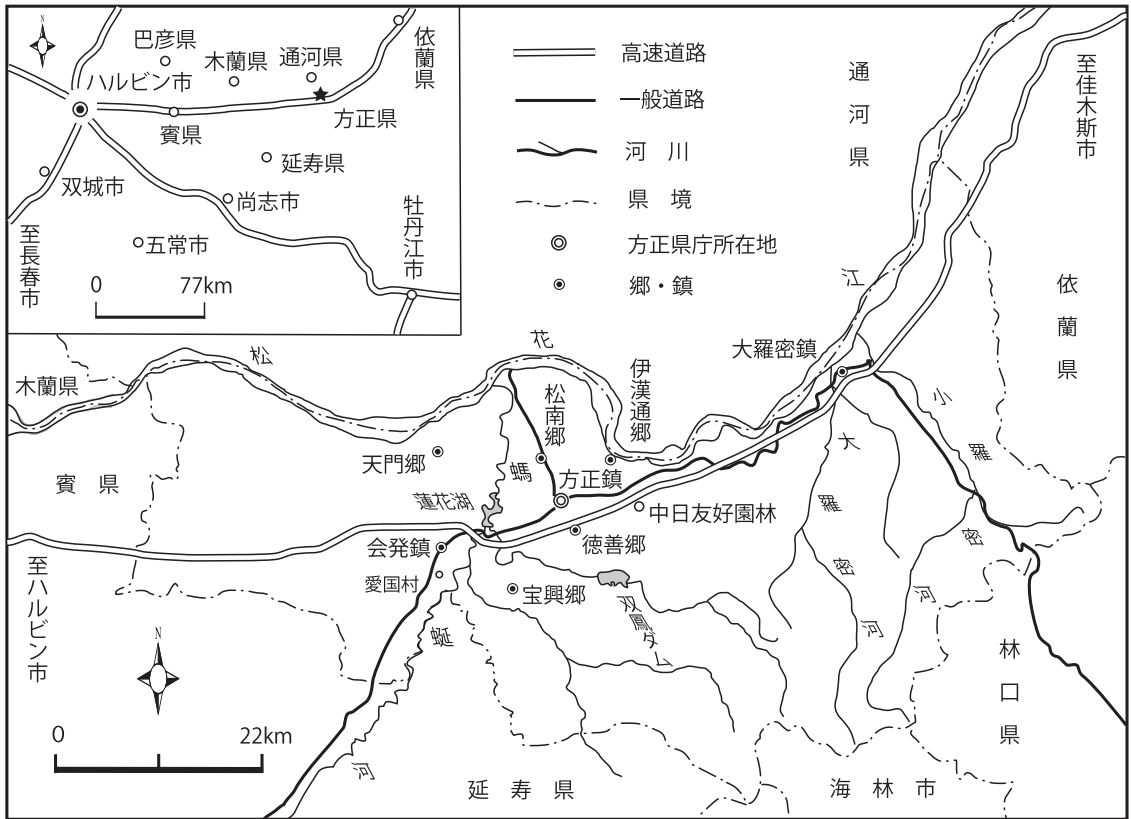 N
巴彦県
木蘭県
通河県
依蘭県
ハルビン市
賓県
方正県
延寿県
双城市
尚志市
牡丹江市
五常市
至長春市
0 77km
高速道路
一般道路
河 川
県 境
方正県庁所在地
郷・鎮
通河県
至佳木斯市
依蘭県
木蘭県
松
花
江
大羅密鎮
伊漢通郷
松南郷
天門郷
螞
方正鎮
蓮花湖
中日友好園林
徳善郷
会発鎮
愛国村
宝興郷
双鳳ダム
蜒
河
大
羅
密
河
小
羅
密
河
賓 県
至ハルビン市
N
0 22km
延 寿 県
海 林 市
林口県